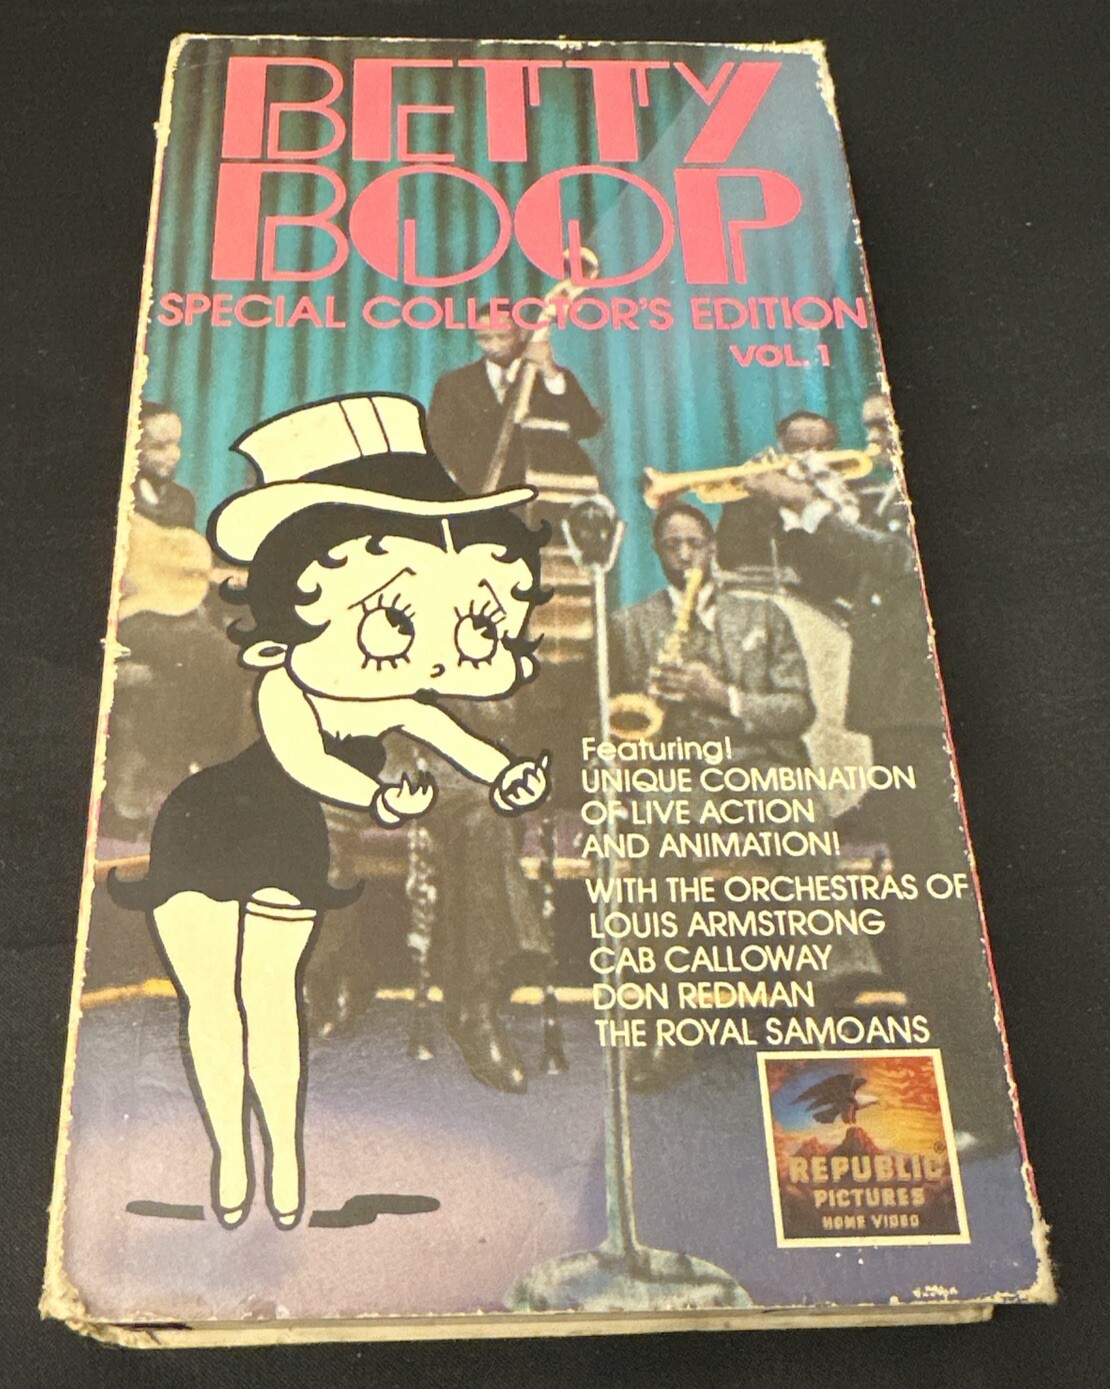 BETTY
BOOP
SPECIAL COLLECTOR'S EDITION
VOL. 1
Featuring!
UNIQUE COMBINATION
OF LIVE ACTION
AND ANIMATION!
WITH THE ORCHESTRAS OF
LOUIS ARMSTRONG
CAB CALLOWAY
DON REDMAN
THE ROYAL SAMOANS
REPUBLIC®
PICTURES
HOME VIDEO